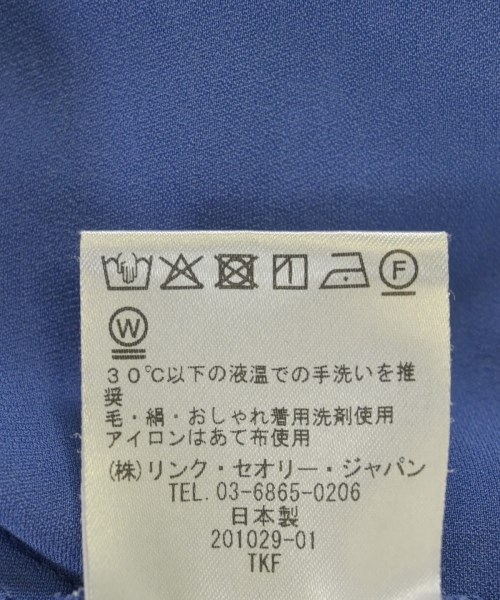 F
W
30℃以下の液温での手洗いを推
奨
毛・絹・おしゃれ着用洗剤使用
アイロンはあて布使用
(株)リンク・セオリー・ジャパン
TEL. 03-6865-0206
日本製
201029-01
TKF